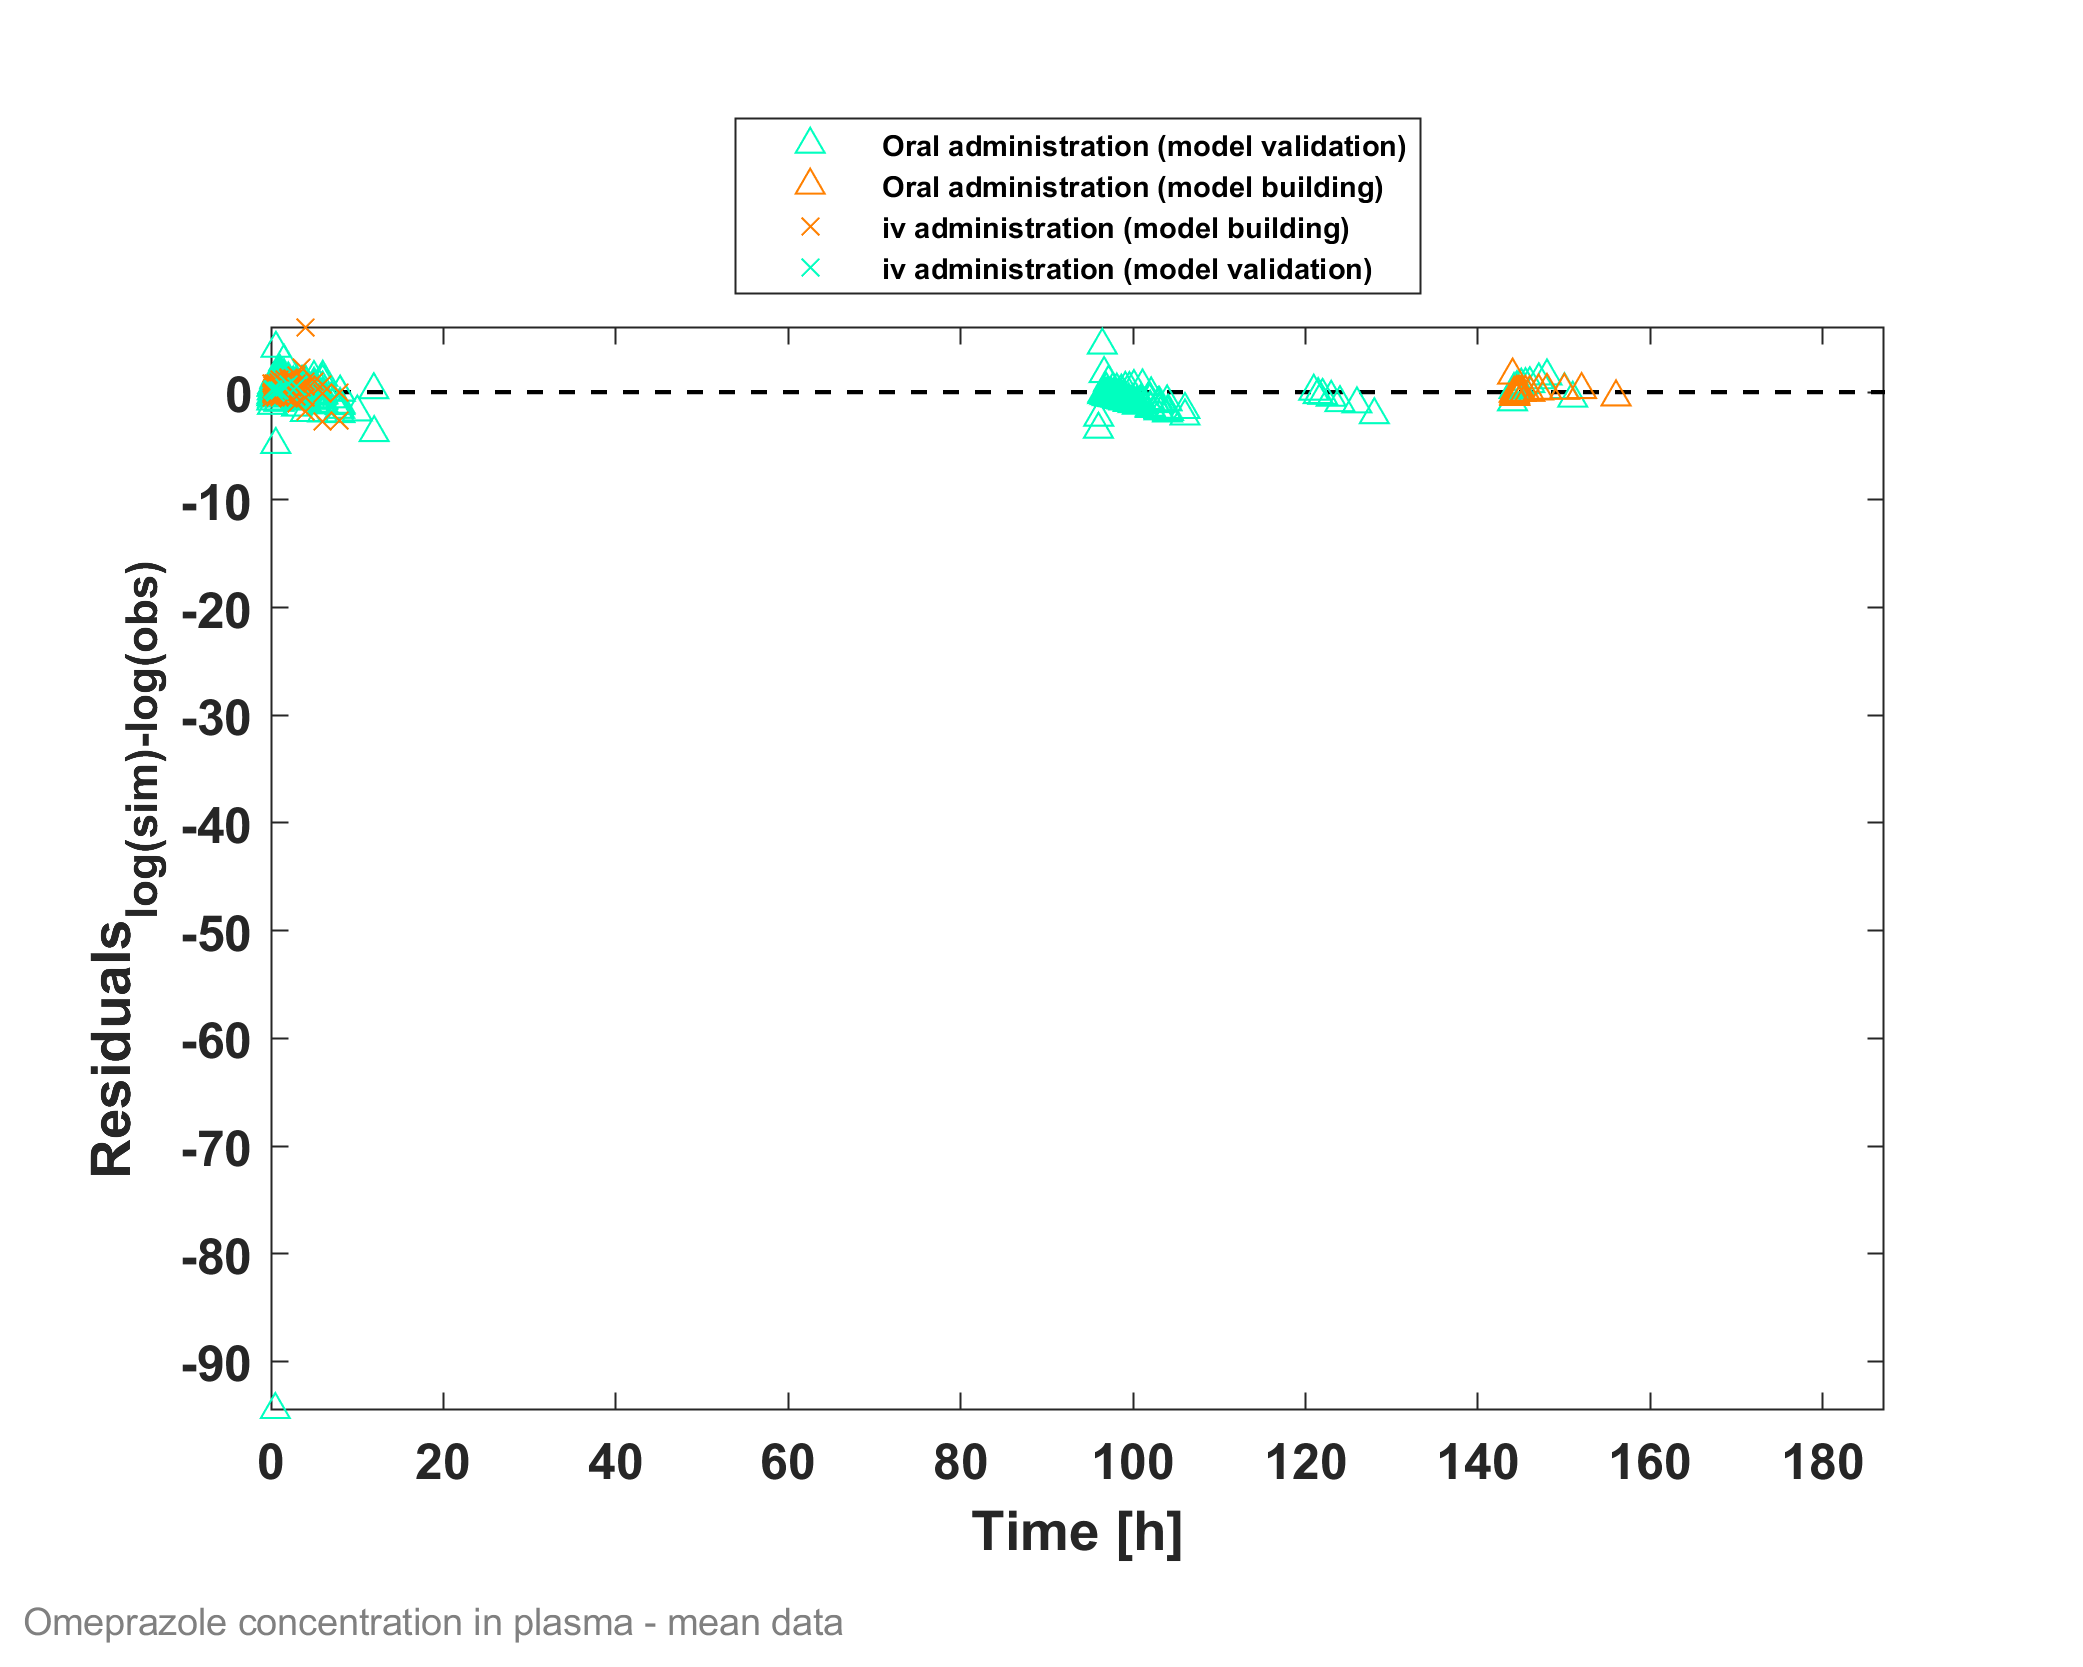 Oral administration (model validation)
Oral administration (model building)
iv administration (model building)
iv administration (model validation)
Residuals log(sim)-log(obs)
0
-10
-20
-30
-40
-50
-60
-70
-80
-90
0 20 40 60 80 100 120 140 160 180
Time [h]
Omeprazole concentration in plasma - mean data